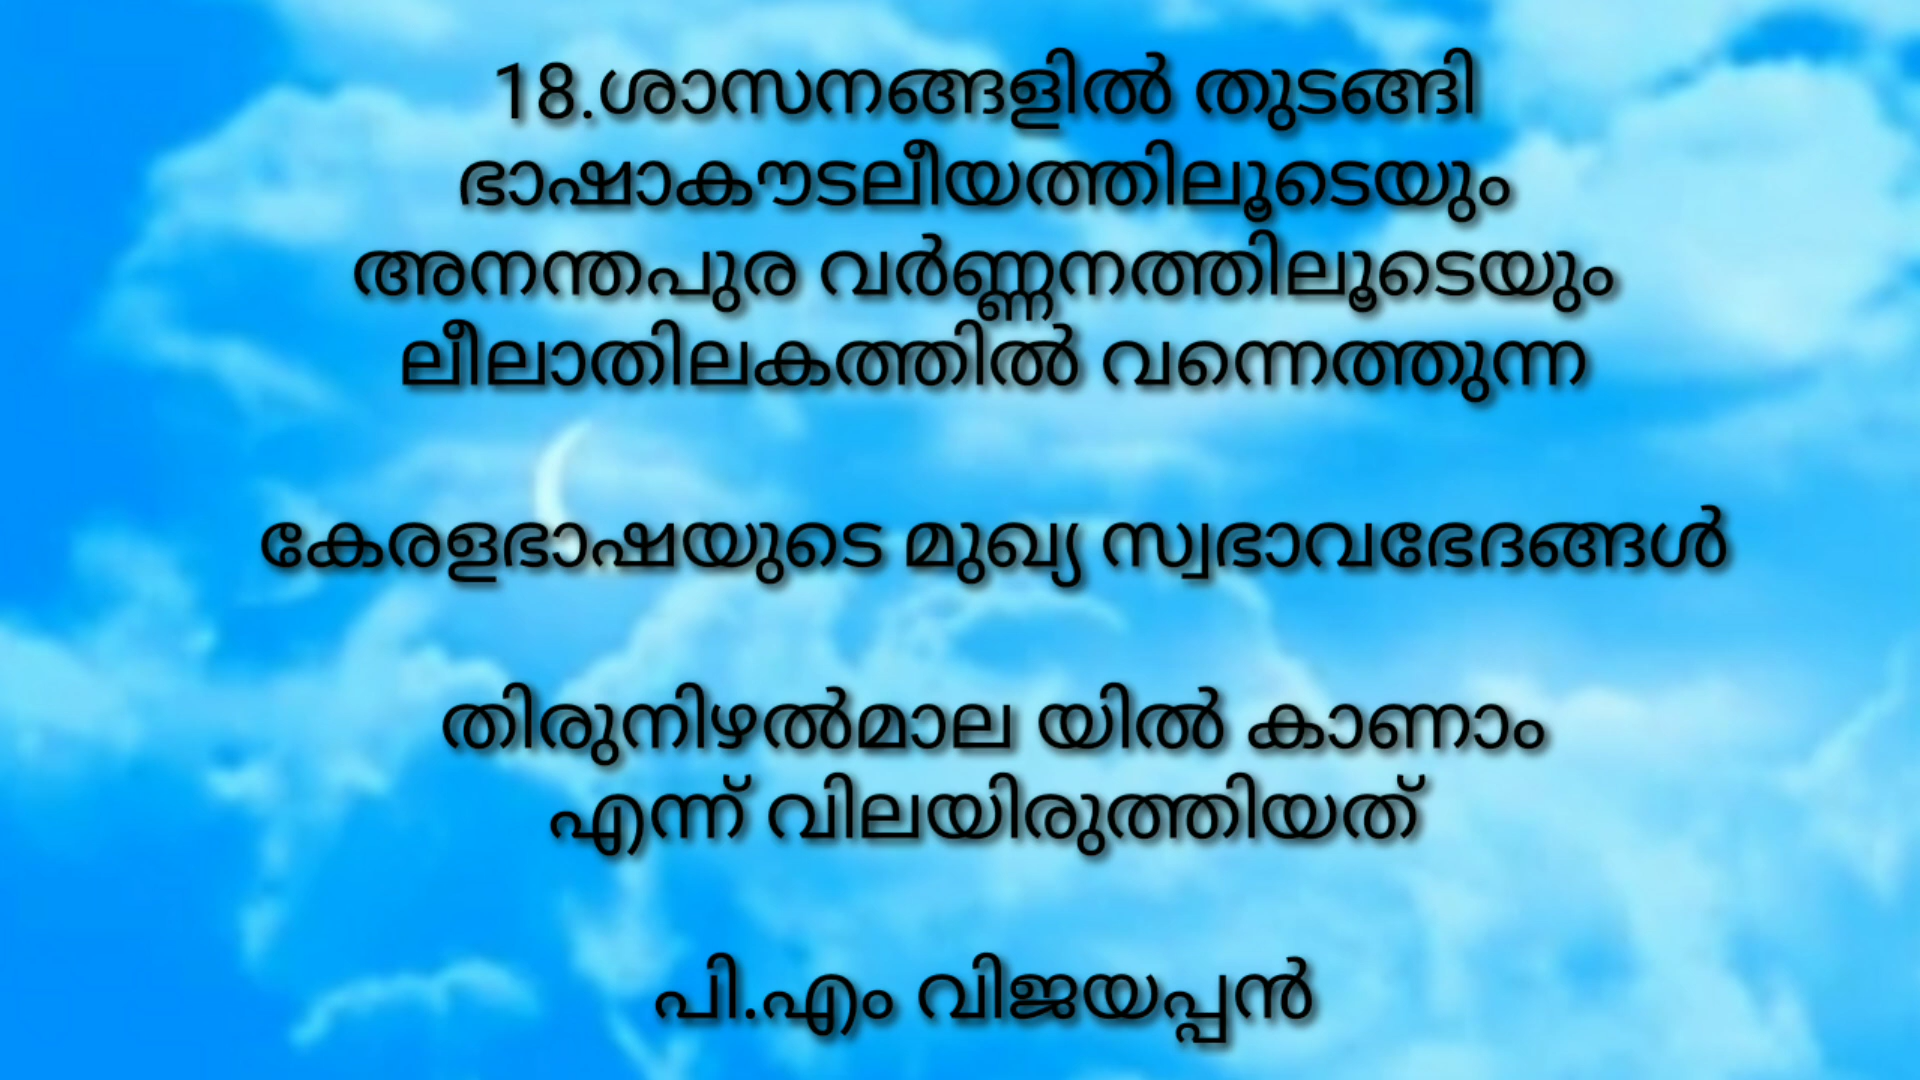 18.ശാസനങ്ങളിൽ തുടങ്ങി
ഭാഷാകൗടലീയത്തിലൂടെയും
അനന്തപുര വർണ്ണനത്തിലൂടെയും
ലീലാതിലകത്തിൽ വന്നെത്തുന്ന
കേരളഭാഷയുടെ മുഖ്യ സ്വഭാവഭേദങ്ങൾ
തിരുനിഴൽമാല യിൽ കാണാം
എന്ന് വിലയിരുത്തിയത്
പി.എം വിജയപ്പൻ